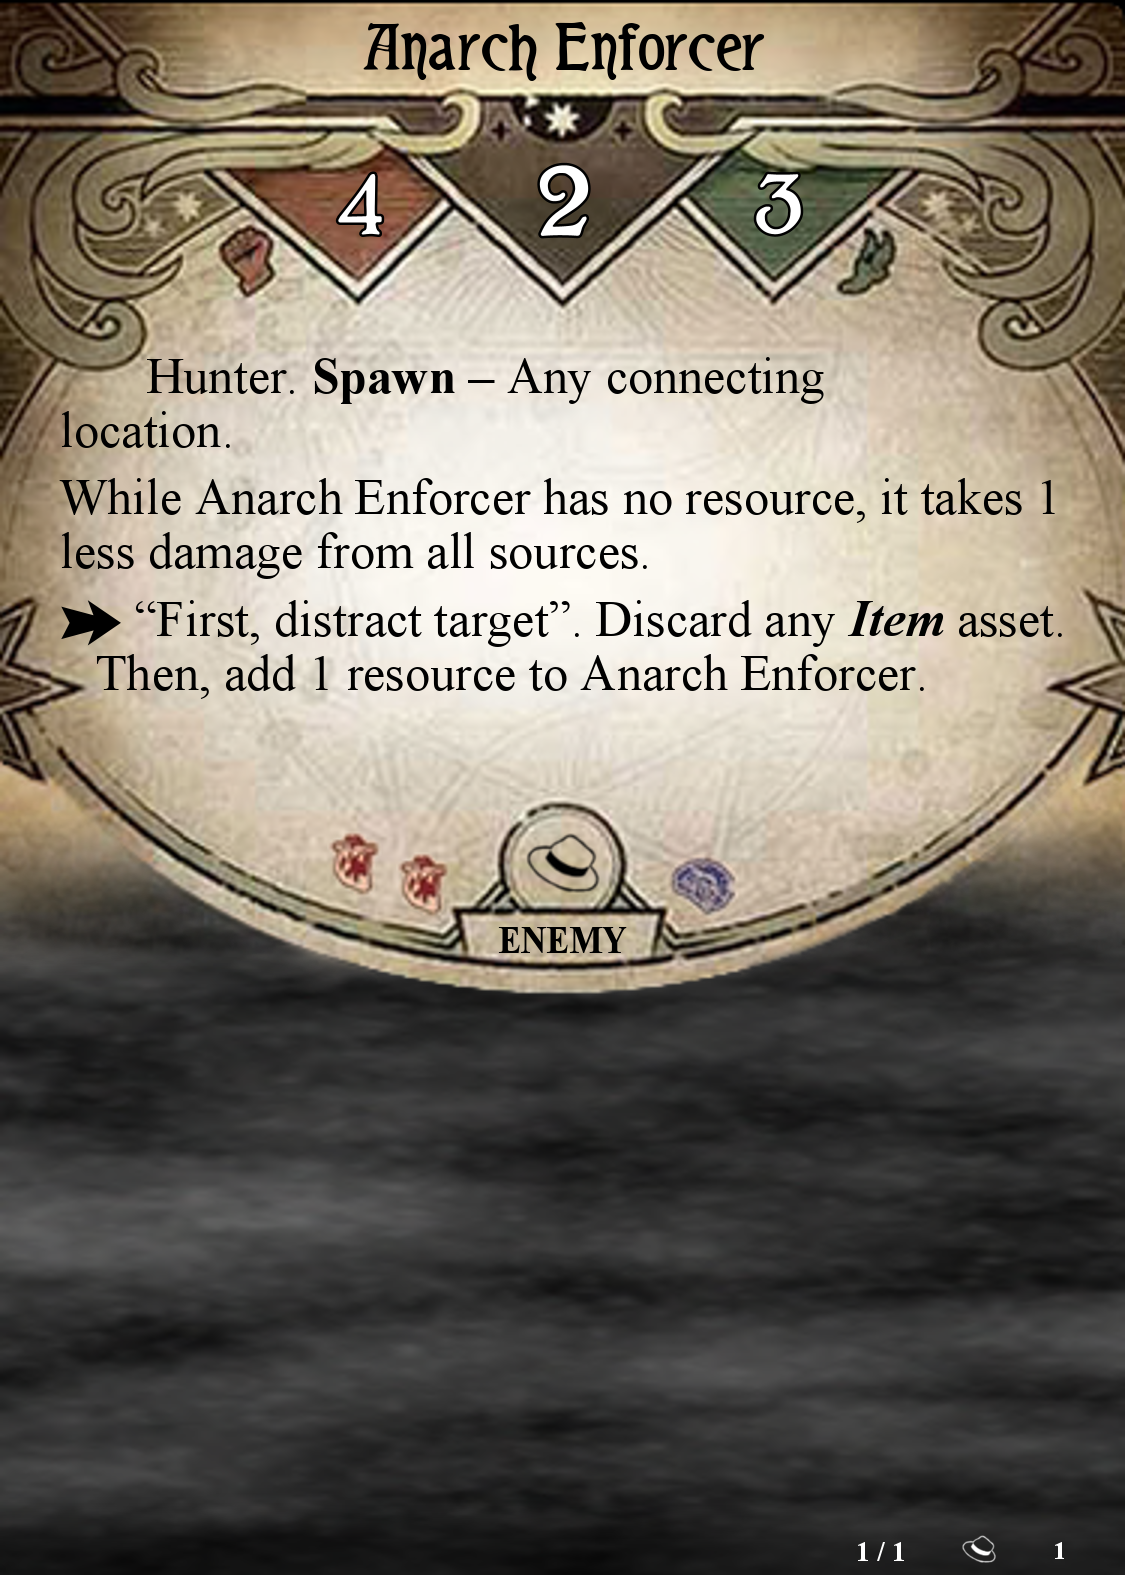 Anarch Enforcer
4 2 3
Hunter. Spawn – Any connecting
location.
While Anarch Enforcer has no resource, it takes 1
less damage from all sources.
“First, distract target”. Discard any Item asset.
Then, add 1 resource to Anarch Enforcer.
ENEMY
1 / 1 1